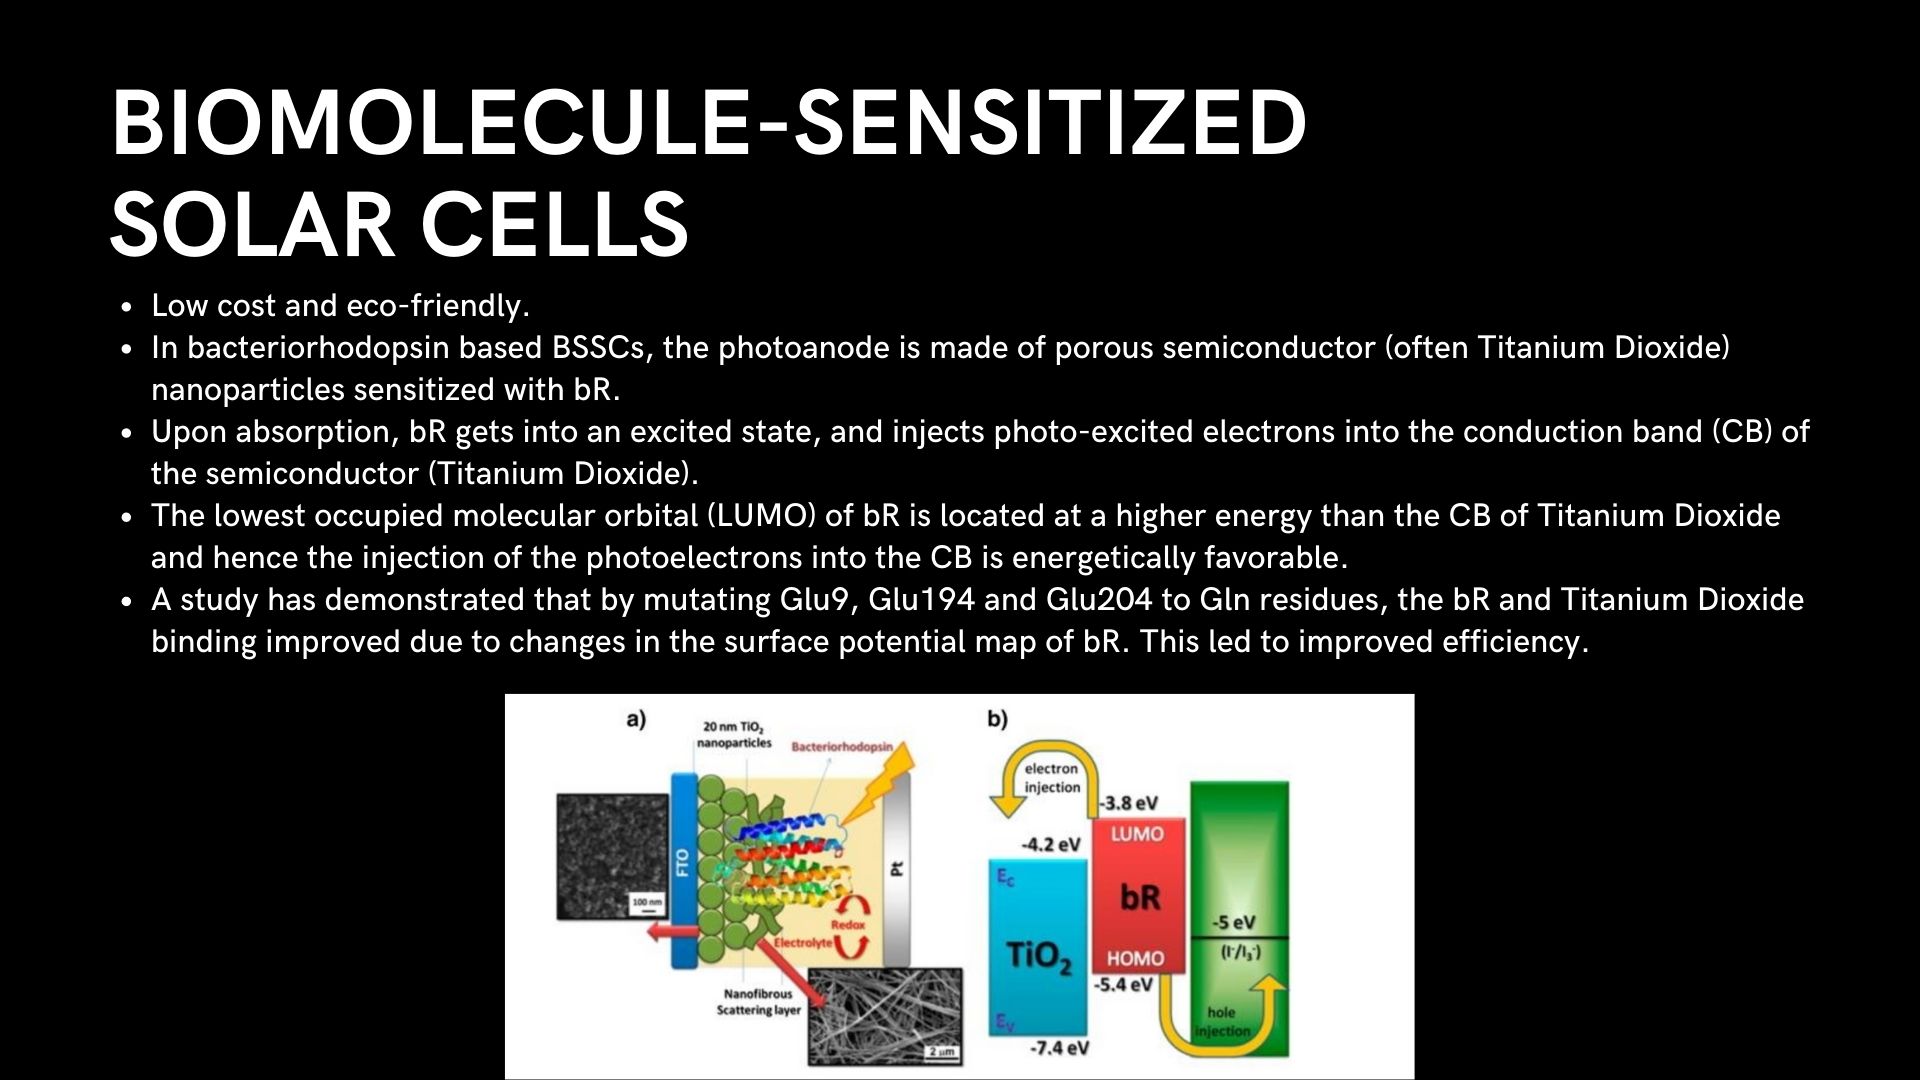 BIOMOLECULE-SENSITIZED
SOLAR CELLS
• Low cost and eco-friendly.
• In bacteriorhodopsin based BSSCs, the photoanode is made of porous semiconductor (often Titanium Dioxide)
nanoparticles sensitized with bR.
• Upon absorption, bR gets into an excited state, and injects photo-excited electrons into the conduction band (CB) of
the semiconductor (Titanium Dioxide).
• The lowest occupied molecular orbital (LUMO) of bR is located at a higher energy than the CB of Titanium Dioxide
and hence the injection of the photoelectrons into the CB is energetically favorable.
• A study has demonstrated that by mutating Glu9, Glu194 and Glu204 to Gln residues, the bR and Titanium Dioxide
binding improved due to changes in the surface potential map of bR. This led to improved efficiency.
a)
20 nm TiO₂
nanoparticles
Bacteriorhodopsin
FTO
Pt
100 nm
Redox
Electrolyte
Nanofibrous
Scattering layer
2 µm
b)
electron
injection
-3.8 eV
LUMO
-4.2 eV
Ec
bR
TiO₂
HOMO
-5.4 eV
-5 eV
(I⁻/I₃⁻)
hole
injection
Ev
-7.4 eV